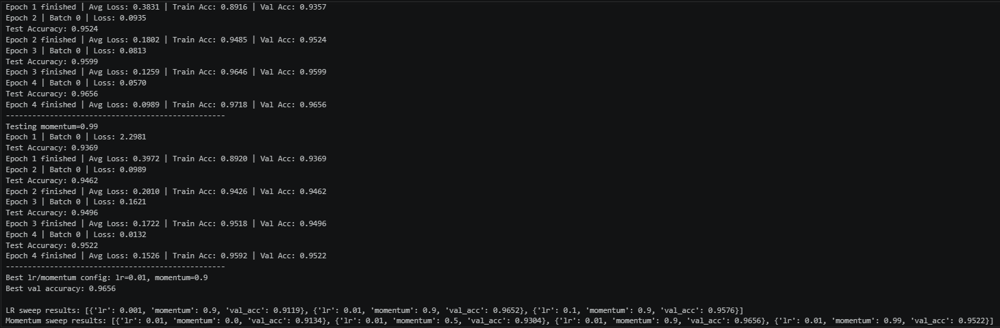 Epoch 1 finished | Avg Loss: 0.3831 | Train Acc: 0.8916 | Val Acc: 0.9357
Epoch 2 | Batch 0 | Loss: 0.0935
Test Accuracy: 0.9524
Epoch 2 finished | Avg Loss: 0.1802 | Train Acc: 0.9485 | Val Acc: 0.9524
Epoch 3 | Batch 0 | Loss: 0.0813
Test Accuracy: 0.9599
Epoch 3 finished | Avg Loss: 0.1259 | Train Acc: 0.9646 | Val Acc: 0.9599
Epoch 4 | Batch 0 | Loss: 0.0570
Test Accuracy: 0.9656
Epoch 4 finished | Avg Loss: 0.0989 | Train Acc: 0.9718 | Val Acc: 0.9656
--------------------------------------------------
Testing momentum=0.99
Epoch 1 | Batch 0 | Loss: 2.2981
Test Accuracy: 0.9369
Epoch 1 finished | Avg Loss: 0.3972 | Train Acc: 0.8920 | Val Acc: 0.9369
Epoch 2 | Batch 0 | Loss: 0.0989
Test Accuracy: 0.9462
Epoch 2 finished | Avg Loss: 0.2010 | Train Acc: 0.9426 | Val Acc: 0.9462
Epoch 3 | Batch 0 | Loss: 0.1621
Test Accuracy: 0.9496
Epoch 3 finished | Avg Loss: 0.1722 | Train Acc: 0.9518 | Val Acc: 0.9496
Epoch 4 | Batch 0 | Loss: 0.0132
Test Accuracy: 0.9522
Epoch 4 finished | Avg Loss: 0.1526 | Train Acc: 0.9592 | Val Acc: 0.9522
--------------------------------------------------
Best lr/momentum config: lr=0.01, momentum=0.9
Best val accuracy: 0.9656
LR sweep results: [{'lr': 0.001, 'momentum': 0.9, 'val_acc': 0.9119}, {'lr': 0.01, 'momentum': 0.9, 'val_acc': 0.9652}, {'lr': 0.1, 'momentum': 0.9, 'val_acc': 0.9576}]
Momentum sweep results: [{'lr': 0.01, 'momentum': 0.0, 'val_acc': 0.9134}, {'lr': 0.01, 'momentum': 0.5, 'val_acc': 0.9304}, {'lr': 0.01, 'momentum': 0.9, 'val_acc': 0.9656}, {'lr': 0.01, 'momentum': 0.99, 'val_acc': 0.9522}]